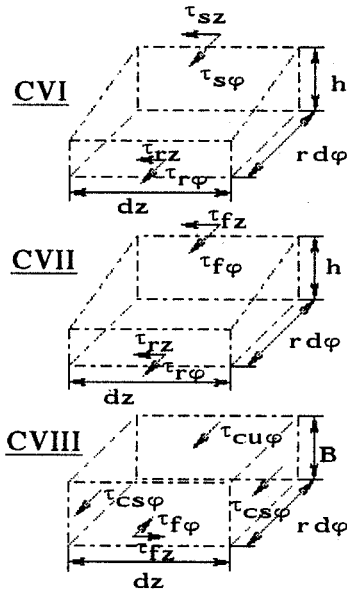 τsz
τsφ
CVI
h
τrz
τrφ
r dφ
dz
τfz
τfφ
CVII
h
τrz
τrφ
r dφ
dz
CVIII
τcuφ
B
τcsφ
τcsφ
τfφ
r dφ
τfz
dz